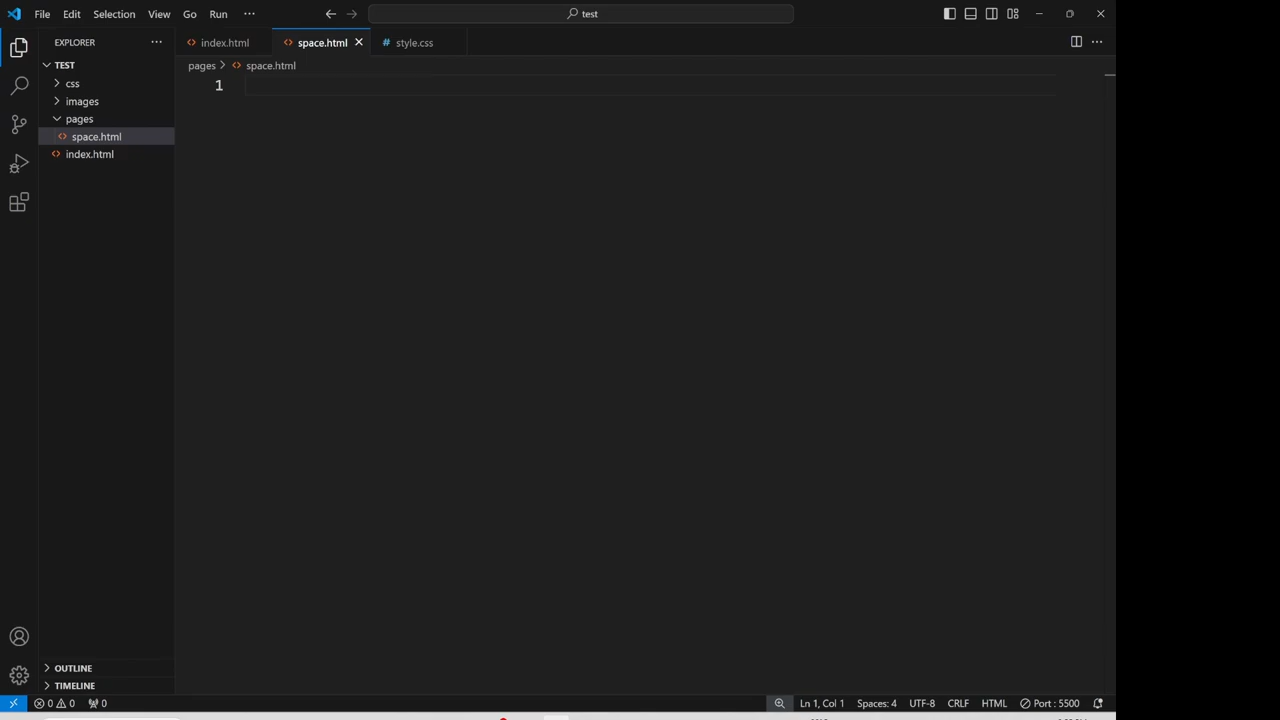 File Edit Selection View Go Run ··· test
EXPLORER ··· index.html space.html style.css ···
TEST pages space.html
css 1
images
pages
space.html
index.html
OUTLINE
TIMELINE
0 0 0 Ln 1, Col 1 Spaces: 4 UTF-8 CRLF HTML Port : 5500